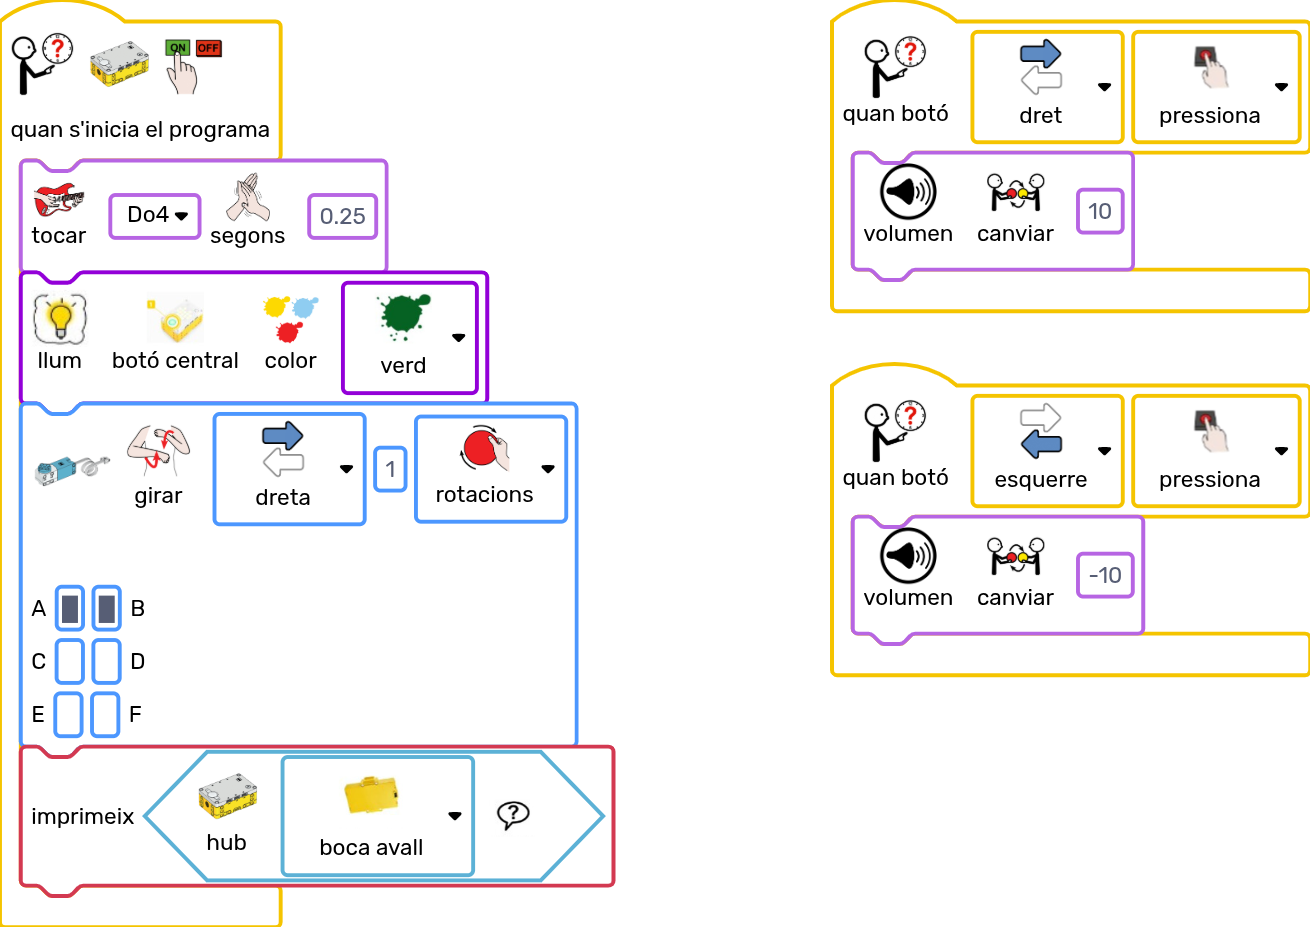 ON OFF
quan s'inicia el programa
tocar Do4 segons 0.25
llum botó central color verd
girar dreta 1 rotacions
A B
C D
E F
imprimeix hub boca avall ?
quan botó dret pressiona
volumen canviar 10
quan botó esquerre pressiona
volumen canviar -10